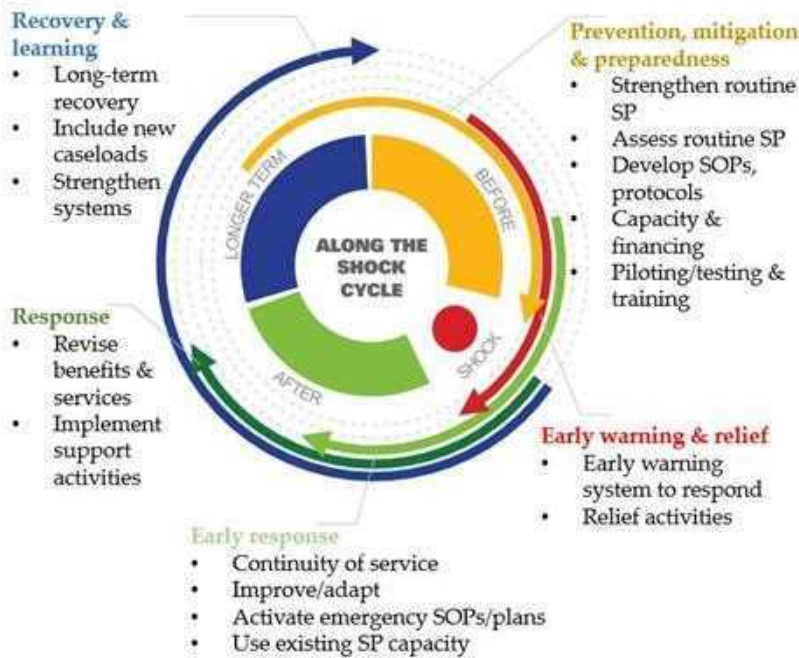 Recovery &
learning
• Long-term
recovery
• Include new
caseloads
• Strengthen
systems
Prevention, mitigation
& preparedness
• Strengthen routine
SP
• Assess routine SP
• Develop SOPs,
protocols
• Capacity &
financing
• Piloting/testing &
training
LONGER TERM
BEFORE
ALONG THE
SHOCK
CYCLE
SHOCK
AFTER
Response
• Revise
benefits &
services
• Implement
support
activities
Early warning & relief
• Early warning
system to respond
• Relief activities
Early response
• Continuity of service
• Improve/adapt
• Activate emergency SOPs/plans
• Use existing SP capacity